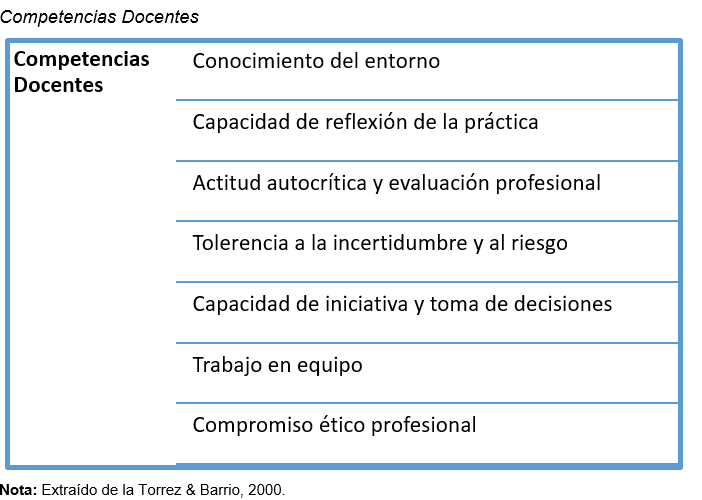 Competencias Docentes
Competencias
Docentes
Conocimiento del entorno
Capacidad de reflexión de la práctica
Actitud autocrítica y evaluación profesional
Tolerencia a la incertidumbre y al riesgo
Capacidad de iniciativa y toma de decisiones
Trabajo en equipo
Compromiso ético profesional
Nota: Extraído de la Torrez & Barrio, 2000.